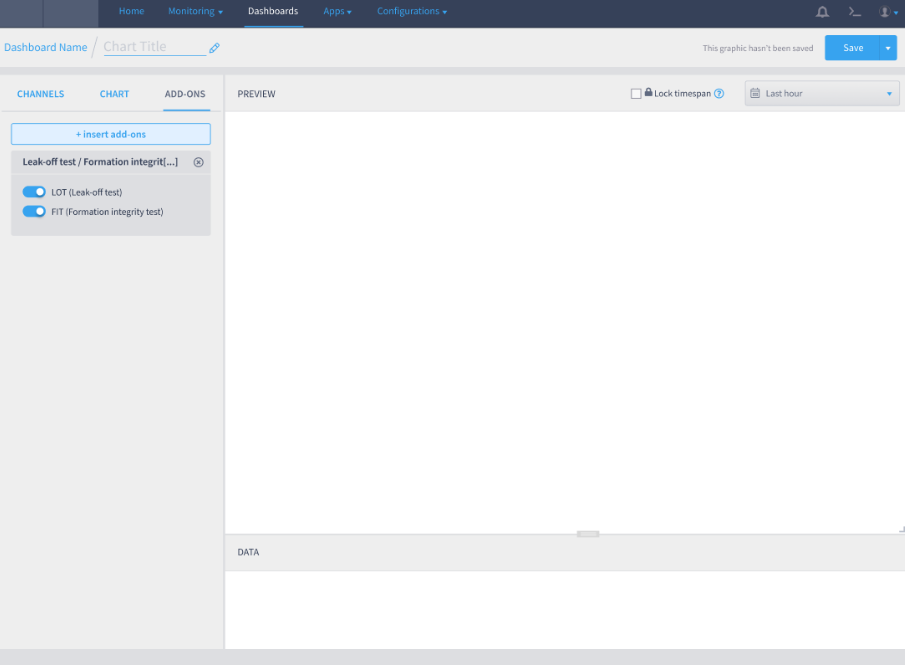 Home Monitoring Dashboards Apps Configurations
Dashboard Name / Chart Title
This graphic hasn't been saved Save
CHANNELS CHART ADD-ONS
PREVIEW
Lock timespan ?
Last hour
+ insert add-ons
Leak-off test / Formation integrit[...]
LOT (Leak-off test)
FIT (Formation integrity test)
DATA